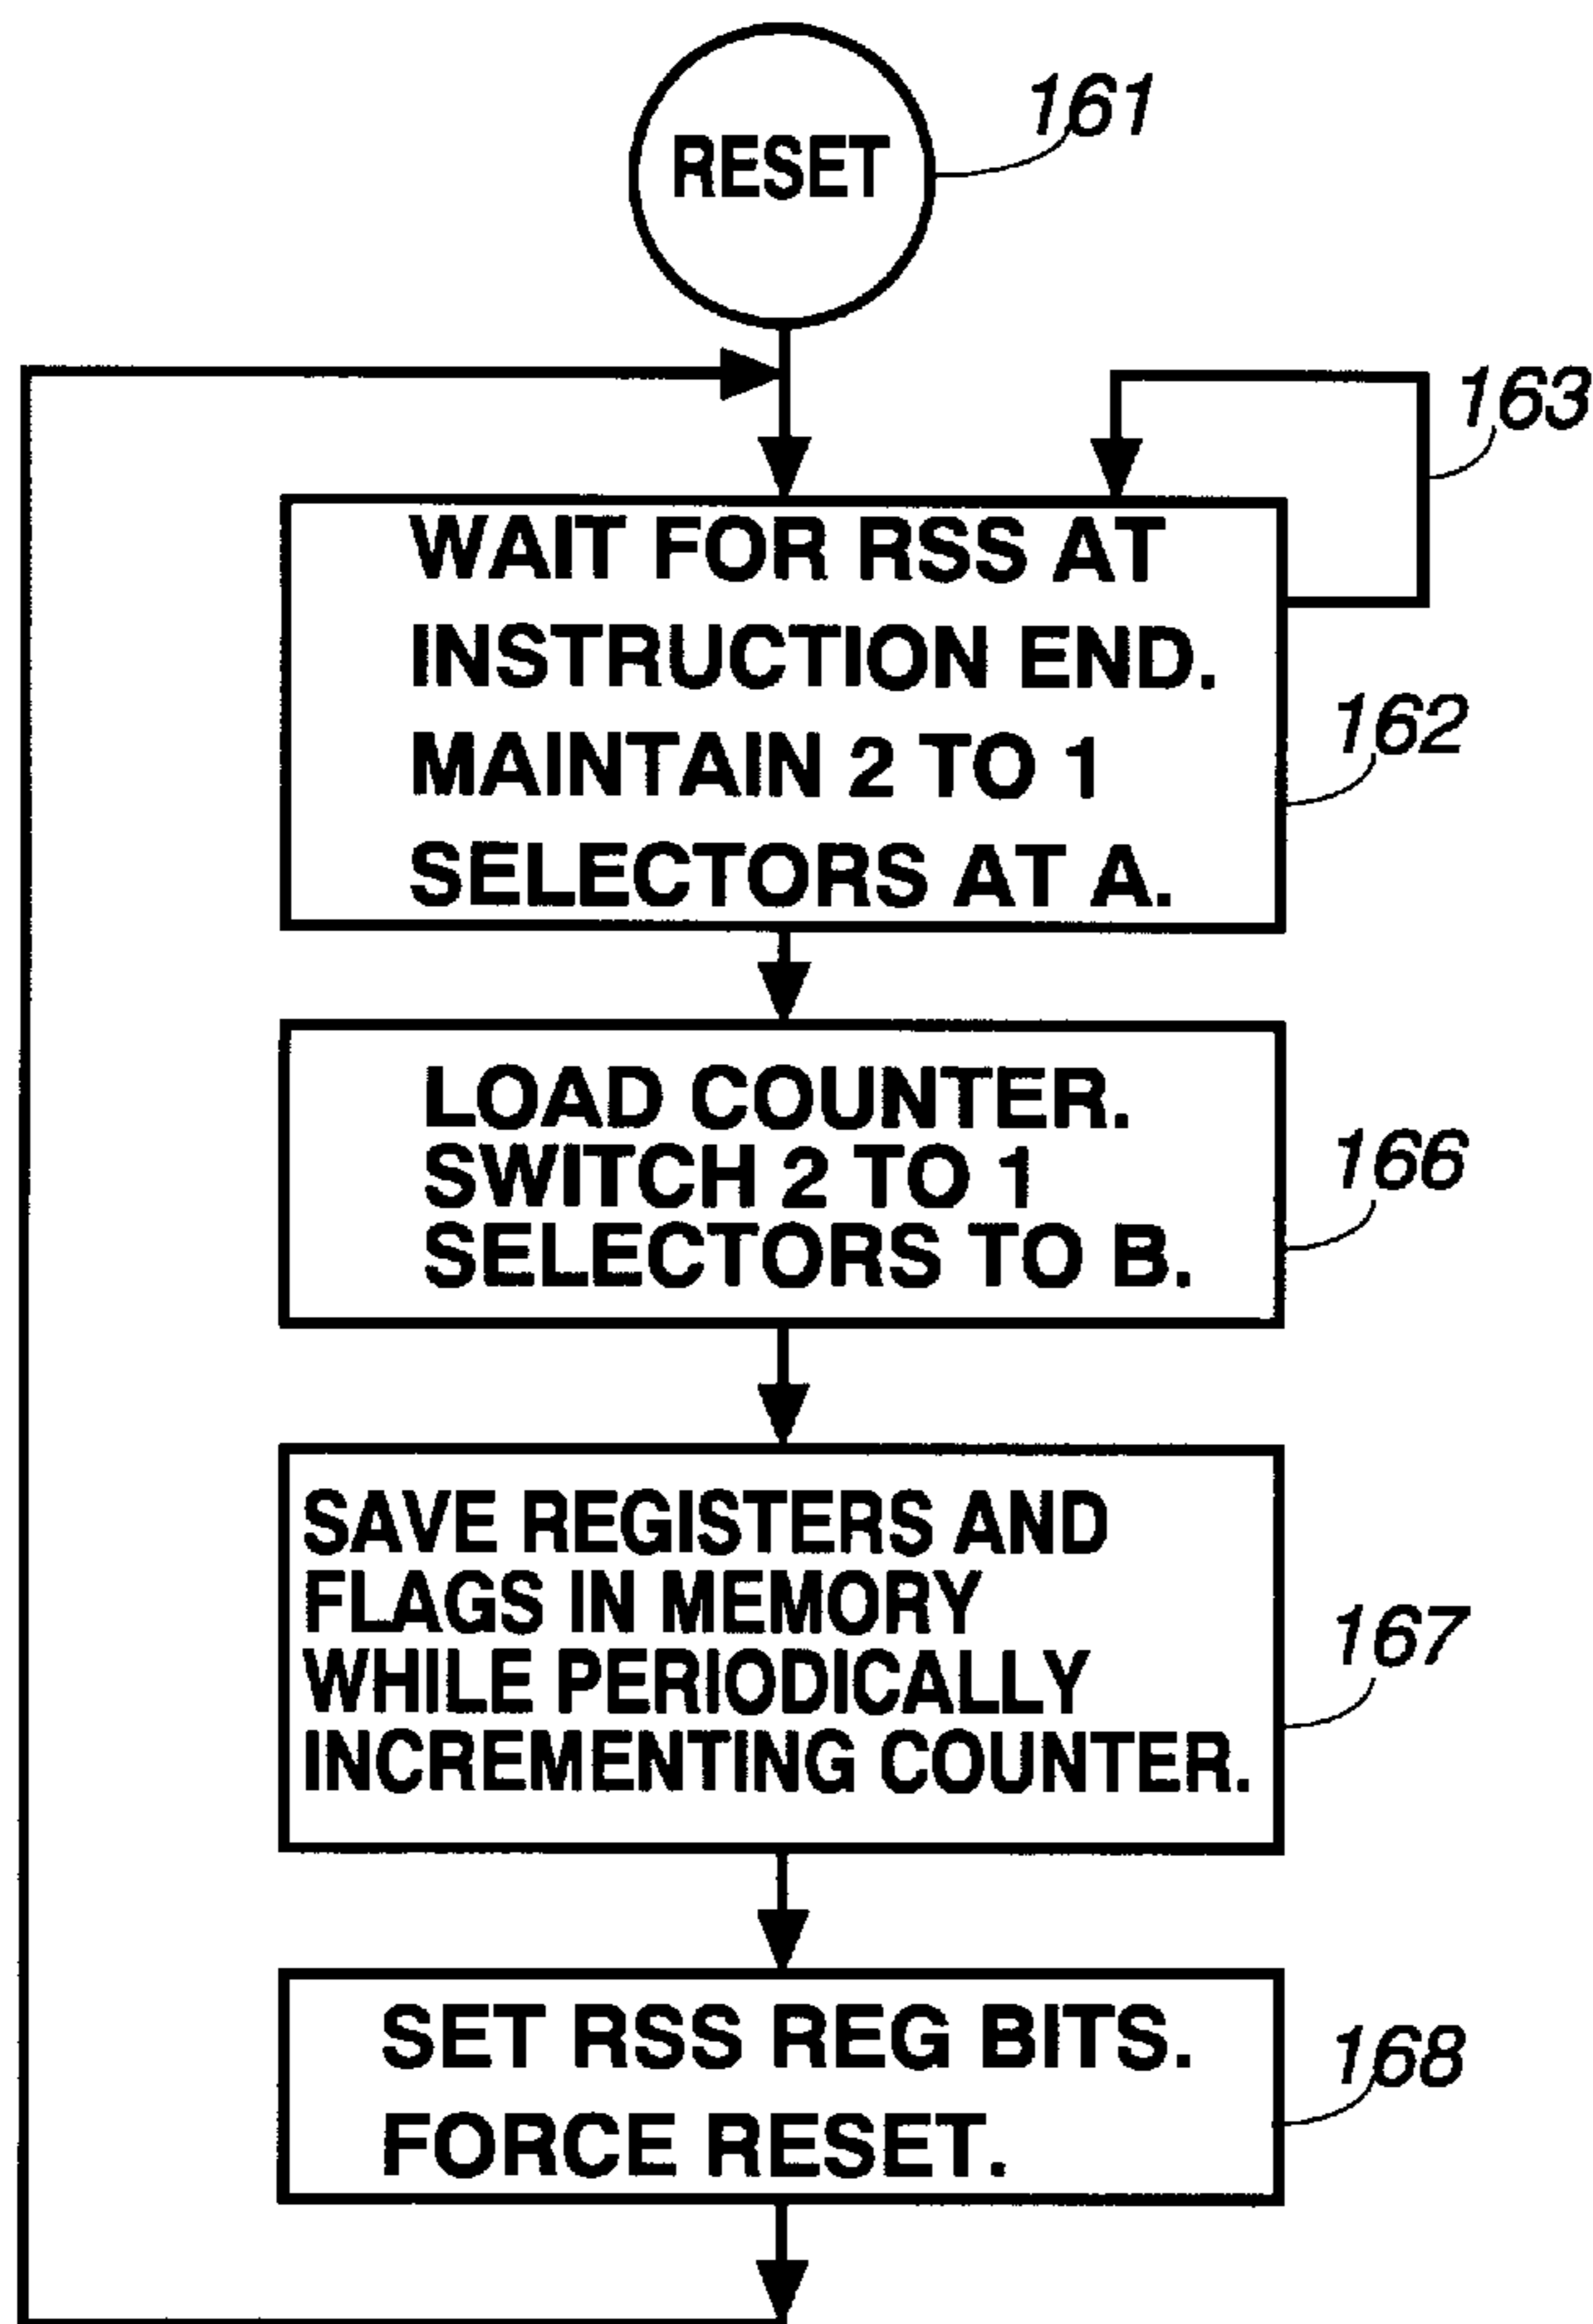 RESET
161
163
WAIT FOR RSS AT
INSTRUCTION END.
MAINTAIN 2 TO 1
SELECTORS AT A.
162
LOAD COUNTER.
SWITCH 2 TO 1
SELECTORS TO B.
166
SAVE REGISTERS AND
FLAGS IN MEMORY
WHILE PERIODICALLY
INCREMENTING COUNTER.
167
SET RSS REG BITS.
FORCE RESET.
168